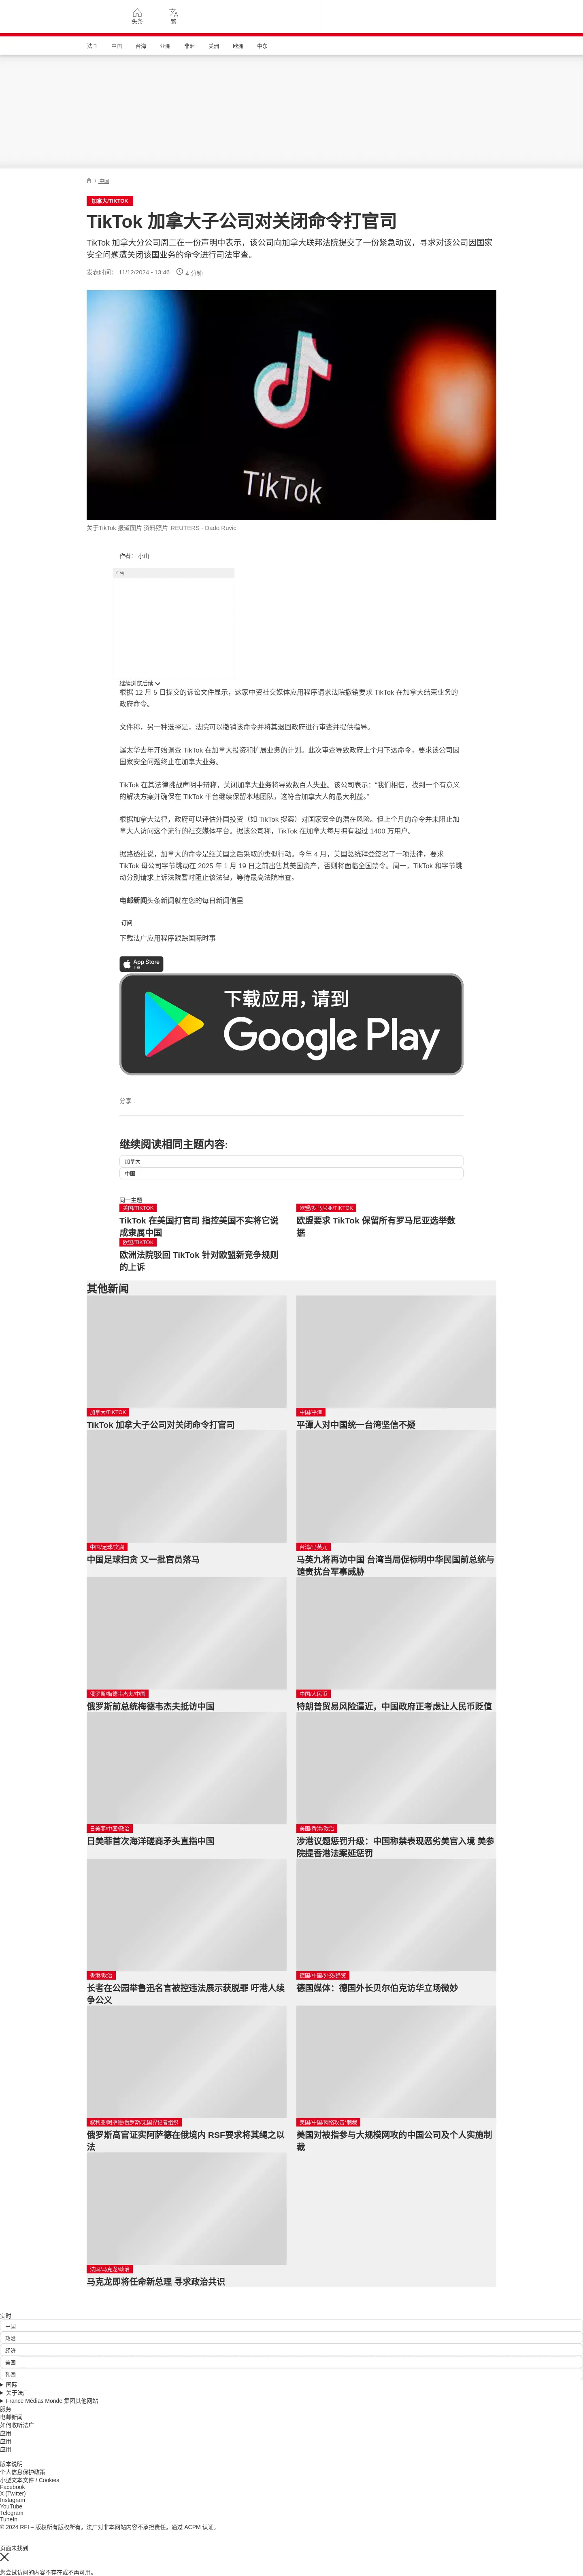 头条
繁
法国 中国 台海 亚洲 非洲 美洲 欧洲 中东
/ 中国
加拿大/TIKTOK
TikTok 加拿大子公司对关闭命令打官司
TikTok 加拿大分公司周二在一份声明中表示，该公司向加拿大联邦法院提交了一份紧急动议，寻求对该公司因国家
安全问题遭关闭该国业务的命令进行司法审查。
发表时间： 11/12/2024 - 13:46 4 分钟
TikTok
关于TikTok 报道图片 资料照片 REUTERS - Dado Ruvic
作者： 小山
广告
继续浏览后续
根据 12 月 5 日提交的诉讼文件显示，这家中资社交媒体应用程序请求法院撤销要求 TikTok 在加拿大结束业务的
政府命令。
文件称，另一种选择是，法院可以撤销该命令并将其退回政府进行审查并提供指导。
渥太华去年开始调查 TikTok 在加拿大投资和扩展业务的计划。此次审查导致政府上个月下达命令，要求该公司因
国家安全问题终止在加拿大业务。
TikTok 在其法律挑战声明中辩称，关闭加拿大业务将导致数百人失业。该公司表示：“我们相信，找到一个有意义
的解决方案并确保在 TikTok 平台继续保留本地团队，这符合加拿大人的最大利益。”
根据加拿大法律，政府可以评估外国投资（如 TikTok 提案）对国家安全的潜在风险。但上个月的命令并未阻止加
拿大人访问这个流行的社交媒体平台。据该公司称，TikTok 在加拿大每月拥有超过 1400 万用户。
据路透社说，加拿大的命令是继美国之后采取的类似行动。今年 4 月，美国总统拜登签署了一项法律，要求
TikTok 母公司字节跳动在 2025 年 1 月 19 日之前出售其美国资产，否则将面临全国禁令。周一，TikTok 和字节跳
动分别请求上诉法院暂时阻止该法律，等待最高法院审查。
电邮新闻头条新闻就在您的每日新闻信里
订阅
下载法广应用程序跟踪国际时事
App Store
下载
下载应用，请到
Google Play
分享 :
继续阅读相同主题内容:
加拿大
中国
同一主题
美国/TIKTOK
TikTok 在美国打官司 指控美国不实将它说
成隶属中国
欧盟/罗马尼亚/TIKTOK
欧盟要求 TikTok 保留所有罗马尼亚选举数
据
欧盟/TIKTOK
欧洲法院驳回 TikTok 针对欧盟新竞争规则
的上诉
其他新闻
加拿大/TIKTOK
TikTok 加拿大子公司对关闭命令打官司
中国/平潭
平潭人对中国统一台湾坚信不疑
中国/足球/贪腐
中国足球扫贪 又一批官员落马
台湾/马英九
马英九将再访中国 台湾当局促标明中华民国前总统与
谴责扰台军事威胁
俄罗斯/梅德韦杰夫/中国
俄罗斯前总统梅德韦杰夫抵访中国
中国/人民币
特朗普贸易风险逼近，中国政府正考虑让人民币贬值
日美菲/中国/政治
日美菲首次海洋磋商矛头直指中国
美国/香港/政治
涉港议题惩罚升级：中国称禁表现恶劣美官入境 美参
院提香港法案延惩罚
香港/政治
长者在公园举鲁迅名言被控违法展示获脱罪 吁港人续
争公义
德国/中国/外交/经贸
德国媒体：德国外长贝尔伯克访华立场微妙
叙利亚/阿萨德/俄罗斯/无国界记者组织
俄罗斯高官证实阿萨德在俄境内 RSF要求将其绳之以
法
美国/中国/网络攻击*制裁
美国对被指参与大规模网攻的中国公司及个人实施制
裁
法国/马克龙/政治
马克龙即将任命新总理 寻求政治共识
实时
中国
政治
经济
美国
韩国
国际
关于法广
France Médias Monde 集团其他网站
服务
电邮新闻
如何收听法广
应用
应用
应用
版本说明
个人信息保护政策
小型文本文件 / Cookies
Facebook
X (Twitter)
Instagram
YouTube
Telegram
TuneIn
© 2024 RFI – 版权所有版权所有。法广对非本网站内容不承担责任。通过 ACPM 认证。
页面未找到
您尝试访问的内容不存在或不再可用。